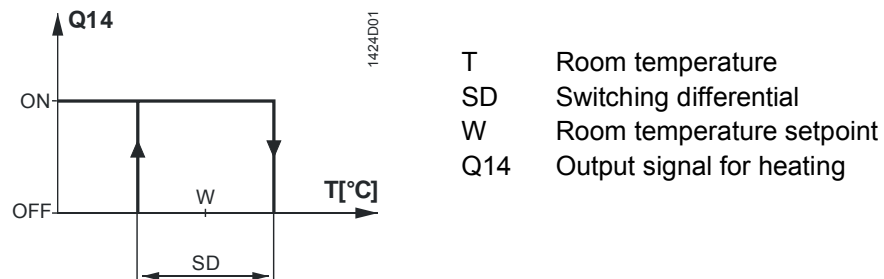 Q14
1424D01
ON
W
T[°C]
OFF
SD
T Room temperature
SD Switching differential
W Room temperature setpoint
Q14 Output signal for heating